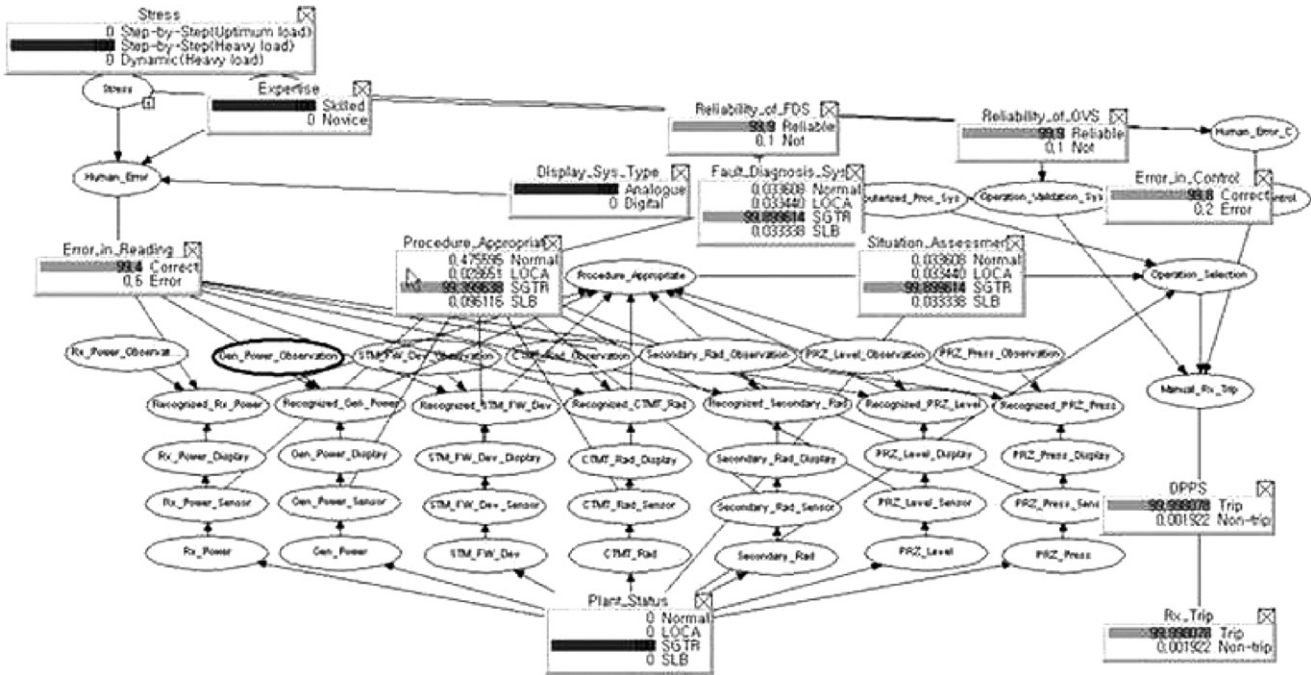 Stress
0 Step-by-Step(Optimum load)
100 Step-by-Step(Heavy load)
0 Dynamic(Heavy load)
Stress
Expertise
100 Skilled
0 Novice
Reliability_of_FDS
99.9 Reliable
0.1 Not
Reliability_of_OVS
99.9 Reliable
0.1 Not
Human_Error_C
Human_Error
Display_Sys_Type
Analogue
0 Digital
Fault_Diagnosis_Sys
0.033608 Normal
0.033440 LOCA
99.899614 SGTR
0.033338 SLB
Operation_Validation_Sys
Error_in_Control
99.8 Correct
0.2 Error
Error_in_Reading
99.4 Correct
0.6 Error
Procedure_Appropriat
Normal
0.028651 LOCA
SGTR
0.096116 SLB
Procedure_Appropriate
Situation_Assessmen
0.033608 Normal
0.033440 LOCA
99.899614 SGTR
0.033338 SLB
Operation_Selection
Rx_Power_Observat...
Gen_Power_Observation
STM_FW_Dev_Observation
CTMT_Rad_Observation
Secondary_Rad_Observation
PRZ_Level_Observation
PRZ_Press_Observation
Recognized_Rx_Power
Recognized_Gen_Power
Recognized_STM_FW_Dev
Recognized_CTMT_Rad
Recognized_Secondary_Rad
Recognized_PRZ_Level
Recognized_PRZ_Press
Manual_Rx_Trip
Rx_Power_Display
Gen_Power_Display
STM_FW_Dev_Display
CTMT_Rad_Display
Secondary_Rad_Display
PRZ_Level_Display
PRZ_Press_Display
Rx_Power_Sensor
Gen_Power_Sensor
STM_FW_Dev_Sensor
CTMT_Rad_Sensor
Secondary_Rad_Sensor
PRZ_Level_Sensor
PRZ_Press_Sens
DPPS
99.998078 Trip
0.001922 Non-trip
Rx_Power
Gen_Power
STM_FW_Dev
CTMT_Rad
Secondary_Rad
PRZ_Level
PRZ_Press
Plant_Status
0 Normal
0 LOCA
100 SGTR
0 SLB
Rx_Trip
99.998078 Trip
0.001922 Non-trip